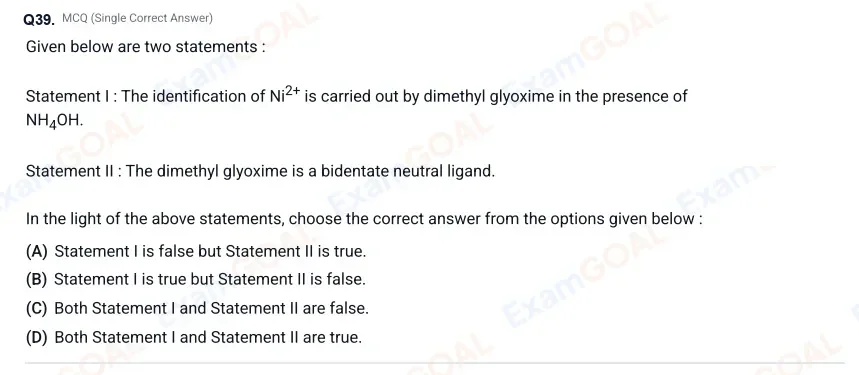 Q39. MCQ (Single Correct Answer)
Given below are two statements :
Statement I : The identification of Ni²⁺ is carried out by dimethyl glyoxime in the presence of
NH₄OH.
Statement II : The dimethyl glyoxime is a bidentate neutral ligand.
In the light of the above statements, choose the correct answer from the options given below :
(A) Statement I is false but Statement II is true.
(B) Statement I is true but Statement II is false.
(C) Both Statement I and Statement II are false.
(D) Both Statement I and Statement II are true.
ExamGOAL